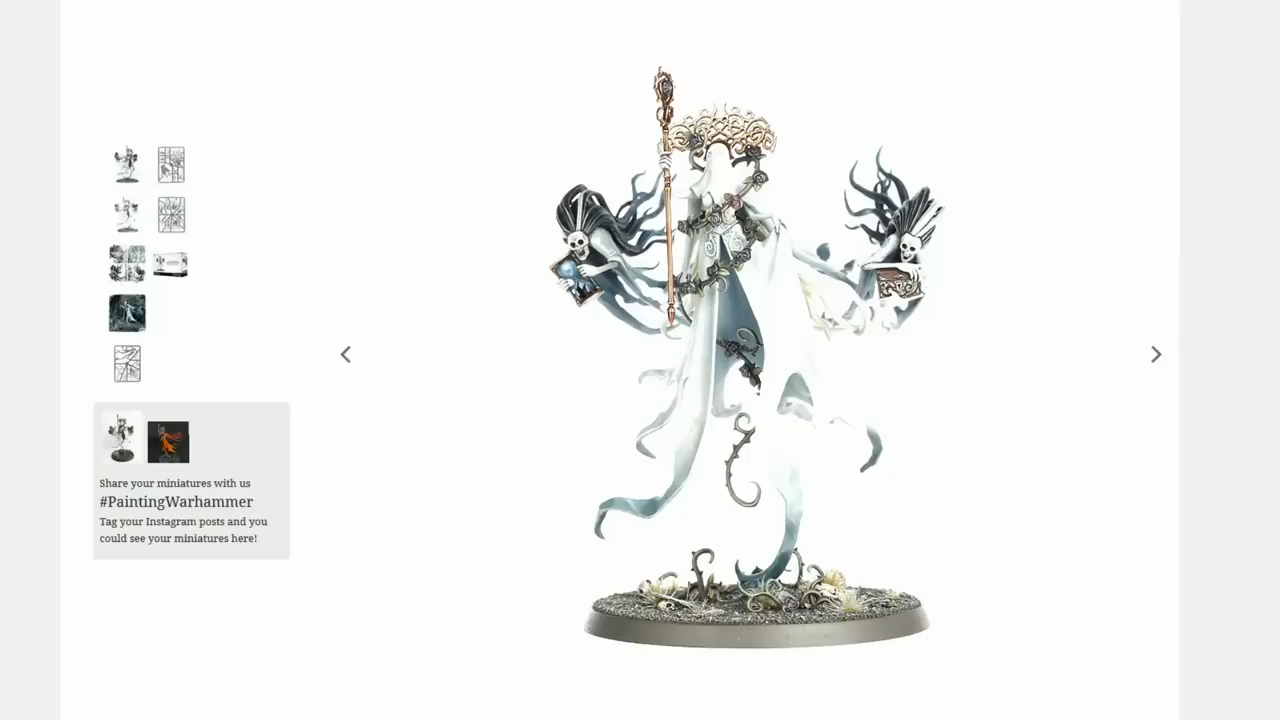 Share your miniatures with us
#PaintingWarhammer
Tag your Instagram posts and you
could see your miniatures here!